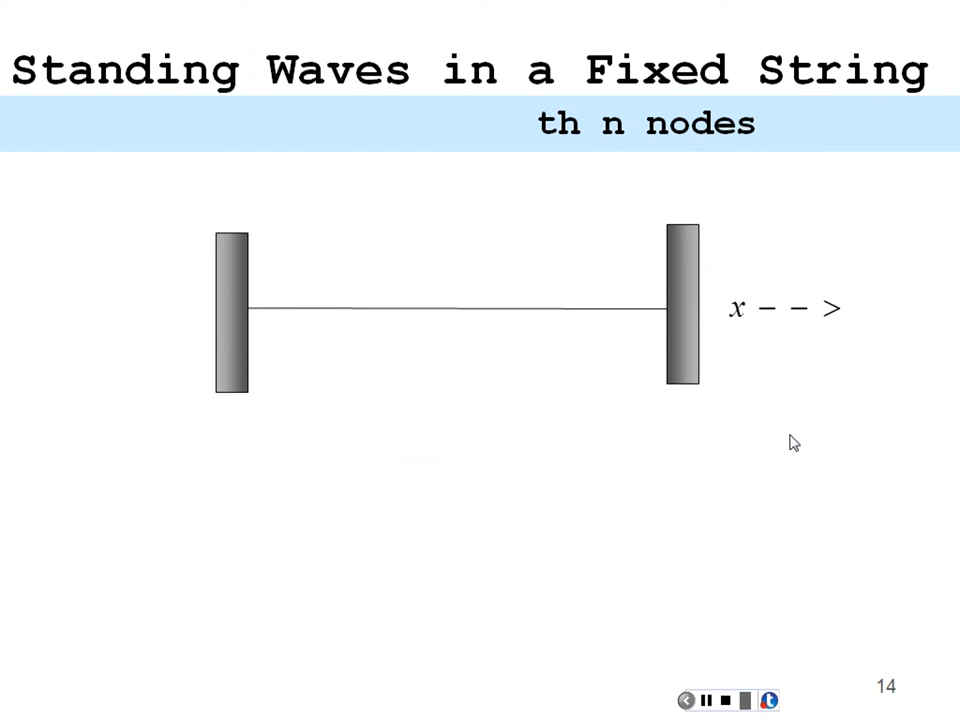 Standing Waves in a Fixed String
th n nodes
x – – >
14